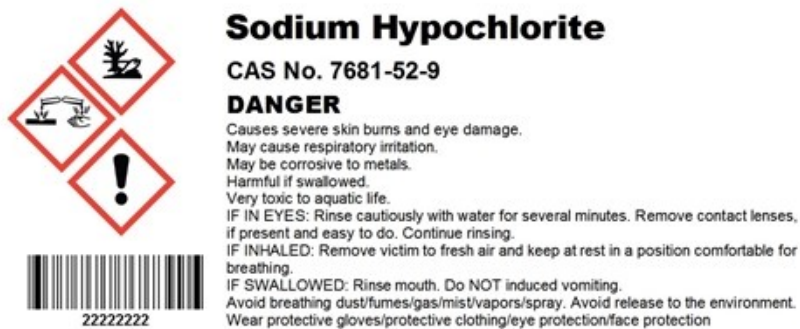 Sodium Hypochlorite
CAS No. 7681-52-9
DANGER
Causes severe skin burns and eye damage.
May cause respiratory irritation.
May be corrosive to metals.
Harmful if swallowed.
Very toxic to aquatic life.
IF IN EYES: Rinse cautiously with water for several minutes. Remove contact lenses,
if present and easy to do. Continue rinsing.
IF INHALED: Remove victim to fresh air and keep at rest in a position comfortable for
breathing.
IF SWALLOWED: Rinse mouth. Do NOT induced vomiting.
Avoid breathing dust/fumes/gas/mist/vapors/spray. Avoid release to the environment.
Wear protective gloves/protective clothing/eye protection/face protection
22222222